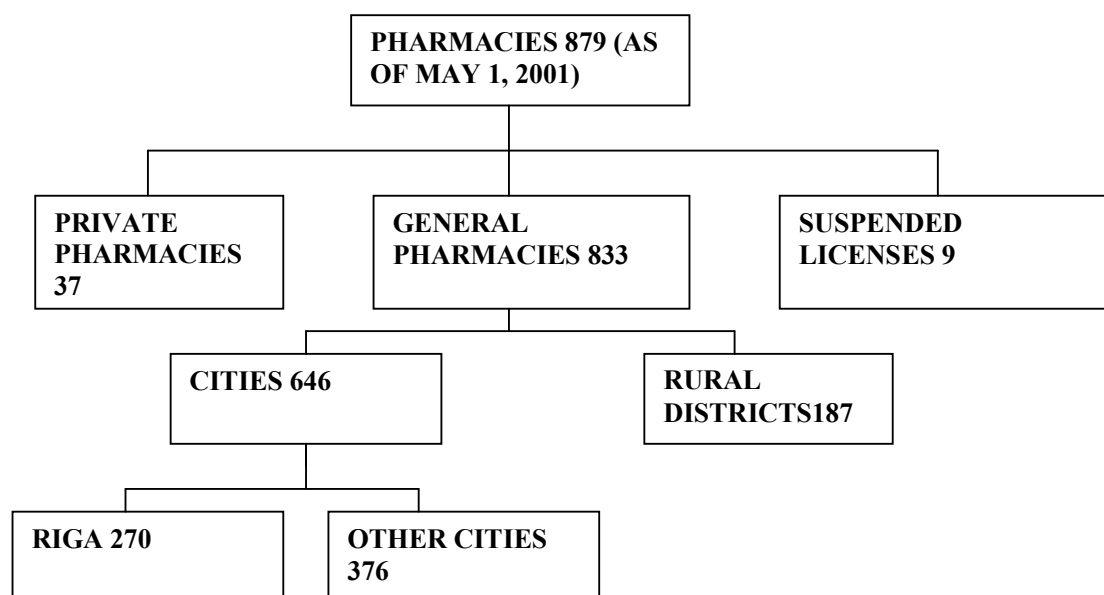 PHARMACIES 879 (AS
OF MAY 1, 2001)
PRIVATE
PHARMACIES
37
GENERAL
PHARMACIES 833
SUSPENDED
LICENSES 9
CITIES 646
RURAL
DISTRICTS187
RIGA 270
OTHER CITIES
376